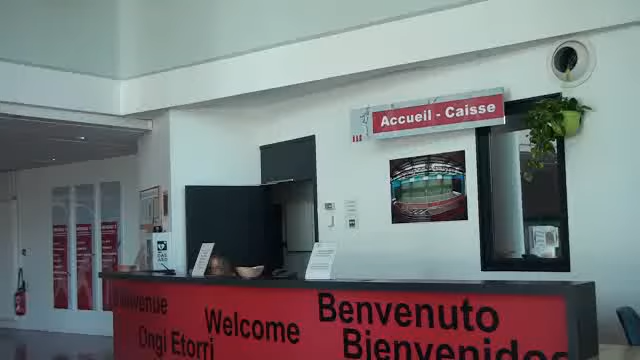 Accueil - Caisse
Bienvenue
Benvenuto
Welcome
Ongi Etorri
Bienvenidos